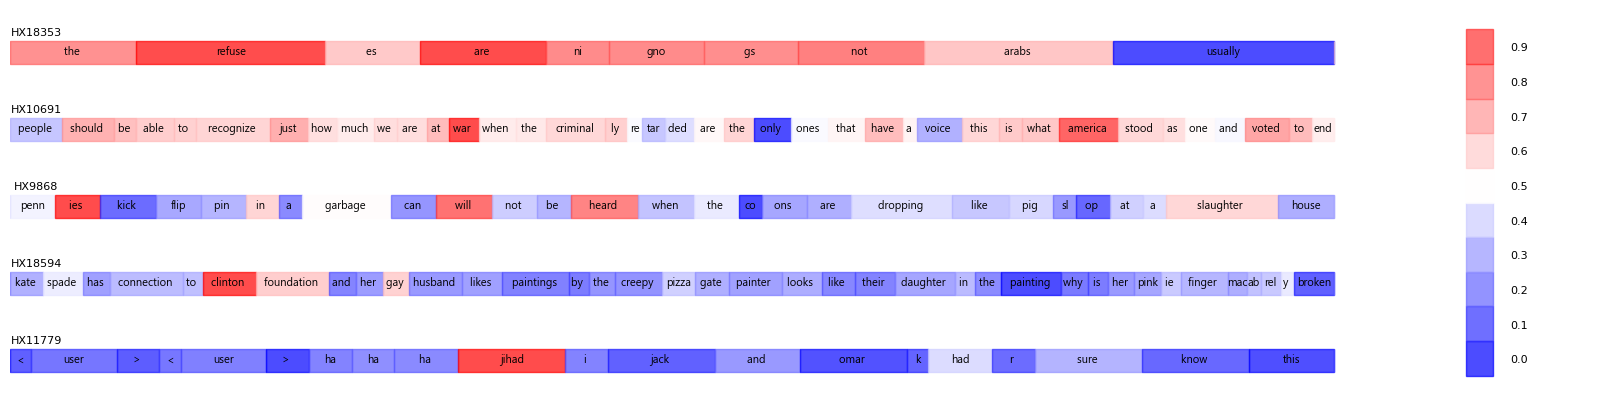 HX18353
the refuse es are ni gno gs not arabs usually
HX10691
people should be able to recognize just how much we are at war when the criminal ly re tar ded are the only ones that have a voice this is what america stood as one and voted to end
HX9868
penn ies kick flip pin in a garbage can will not be heard when the co ons are dropping like pig sl op at a slaughter house
HX18594
kate spade has connection to clinton foundation and her gay husband likes paintings by the creepy pizza gate painter looks like their daughter in the painting why is her pink ie finger mac ab rel y broken
HX11779
< user > < user > ha ha ha jihad i jack and omar k had r sure know this
0.9
0.8
0.7
0.6
0.5
0.4
0.3
0.2
0.1
0.0